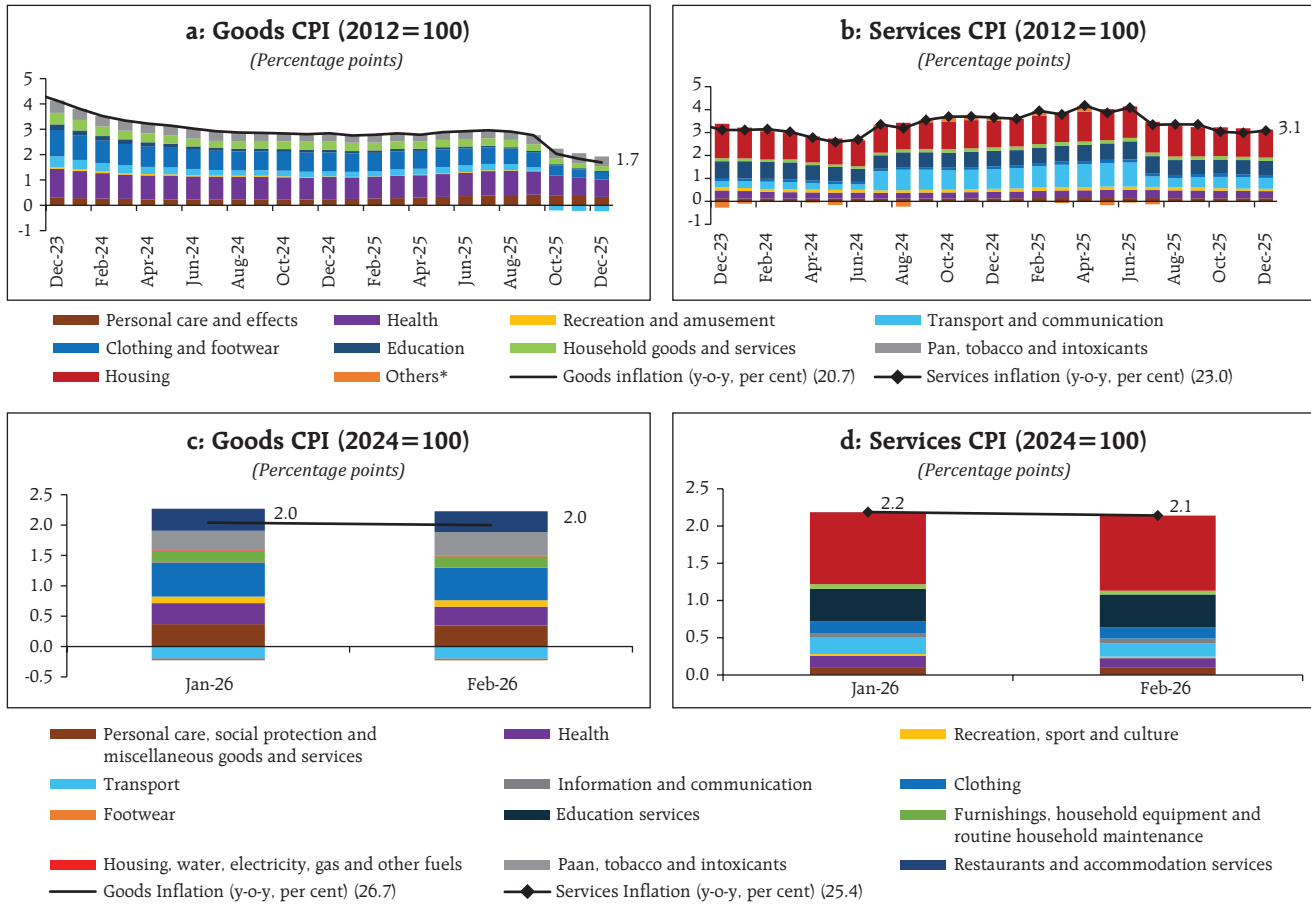 a: Goods CPI (2012=100)
(Percentage points)
5
4
3
2
1
0
-1
1.7
Dec-23
Feb-24
Apr-24
Jun-24
Aug-24
Oct-24
Dec-24
Feb-25
Apr-25
Jun-25
Aug-25
Oct-25
Dec-25
b: Services CPI (2012=100)
(Percentage points)
5
4
3
2
1
0
-1
3.1
Dec-23
Feb-24
Apr-24
Jun-24
Aug-24
Oct-24
Dec-24
Feb-25
Apr-25
Jun-25
Aug-25
Oct-25
Dec-25
Personal care and effects
Health
Recreation and amusement
Transport and communication
Clothing and footwear
Education
Household goods and services
Pan, tobacco and intoxicants
Housing
Others*
Goods inflation (y-o-y, per cent) (20.7)
Services inflation (y-o-y, per cent) (23.0)
c: Goods CPI (2024=100)
(Percentage points)
2.5
2.0
1.5
1.0
0.5
0.0
-0.5
2.0
2.0
Jan-26
Feb-26
d: Services CPI (2024=100)
(Percentage points)
2.5
2.0
1.5
1.0
0.5
0.0
2.2
2.1
Jan-26
Feb-26
Personal care, social protection and
miscellaneous goods and services
Health
Recreation, sport and culture
Transport
Information and communication
Clothing
Footwear
Education services
Furnishings, household equipment and
routine household maintenance
Housing, water, electricity, gas and other fuels
Paan, tobacco and intoxicants
Restaurants and accommodation services
Goods Inflation (y-o-y, per cent) (26.7)
Services Inflation (y-o-y, per cent) (25.4)